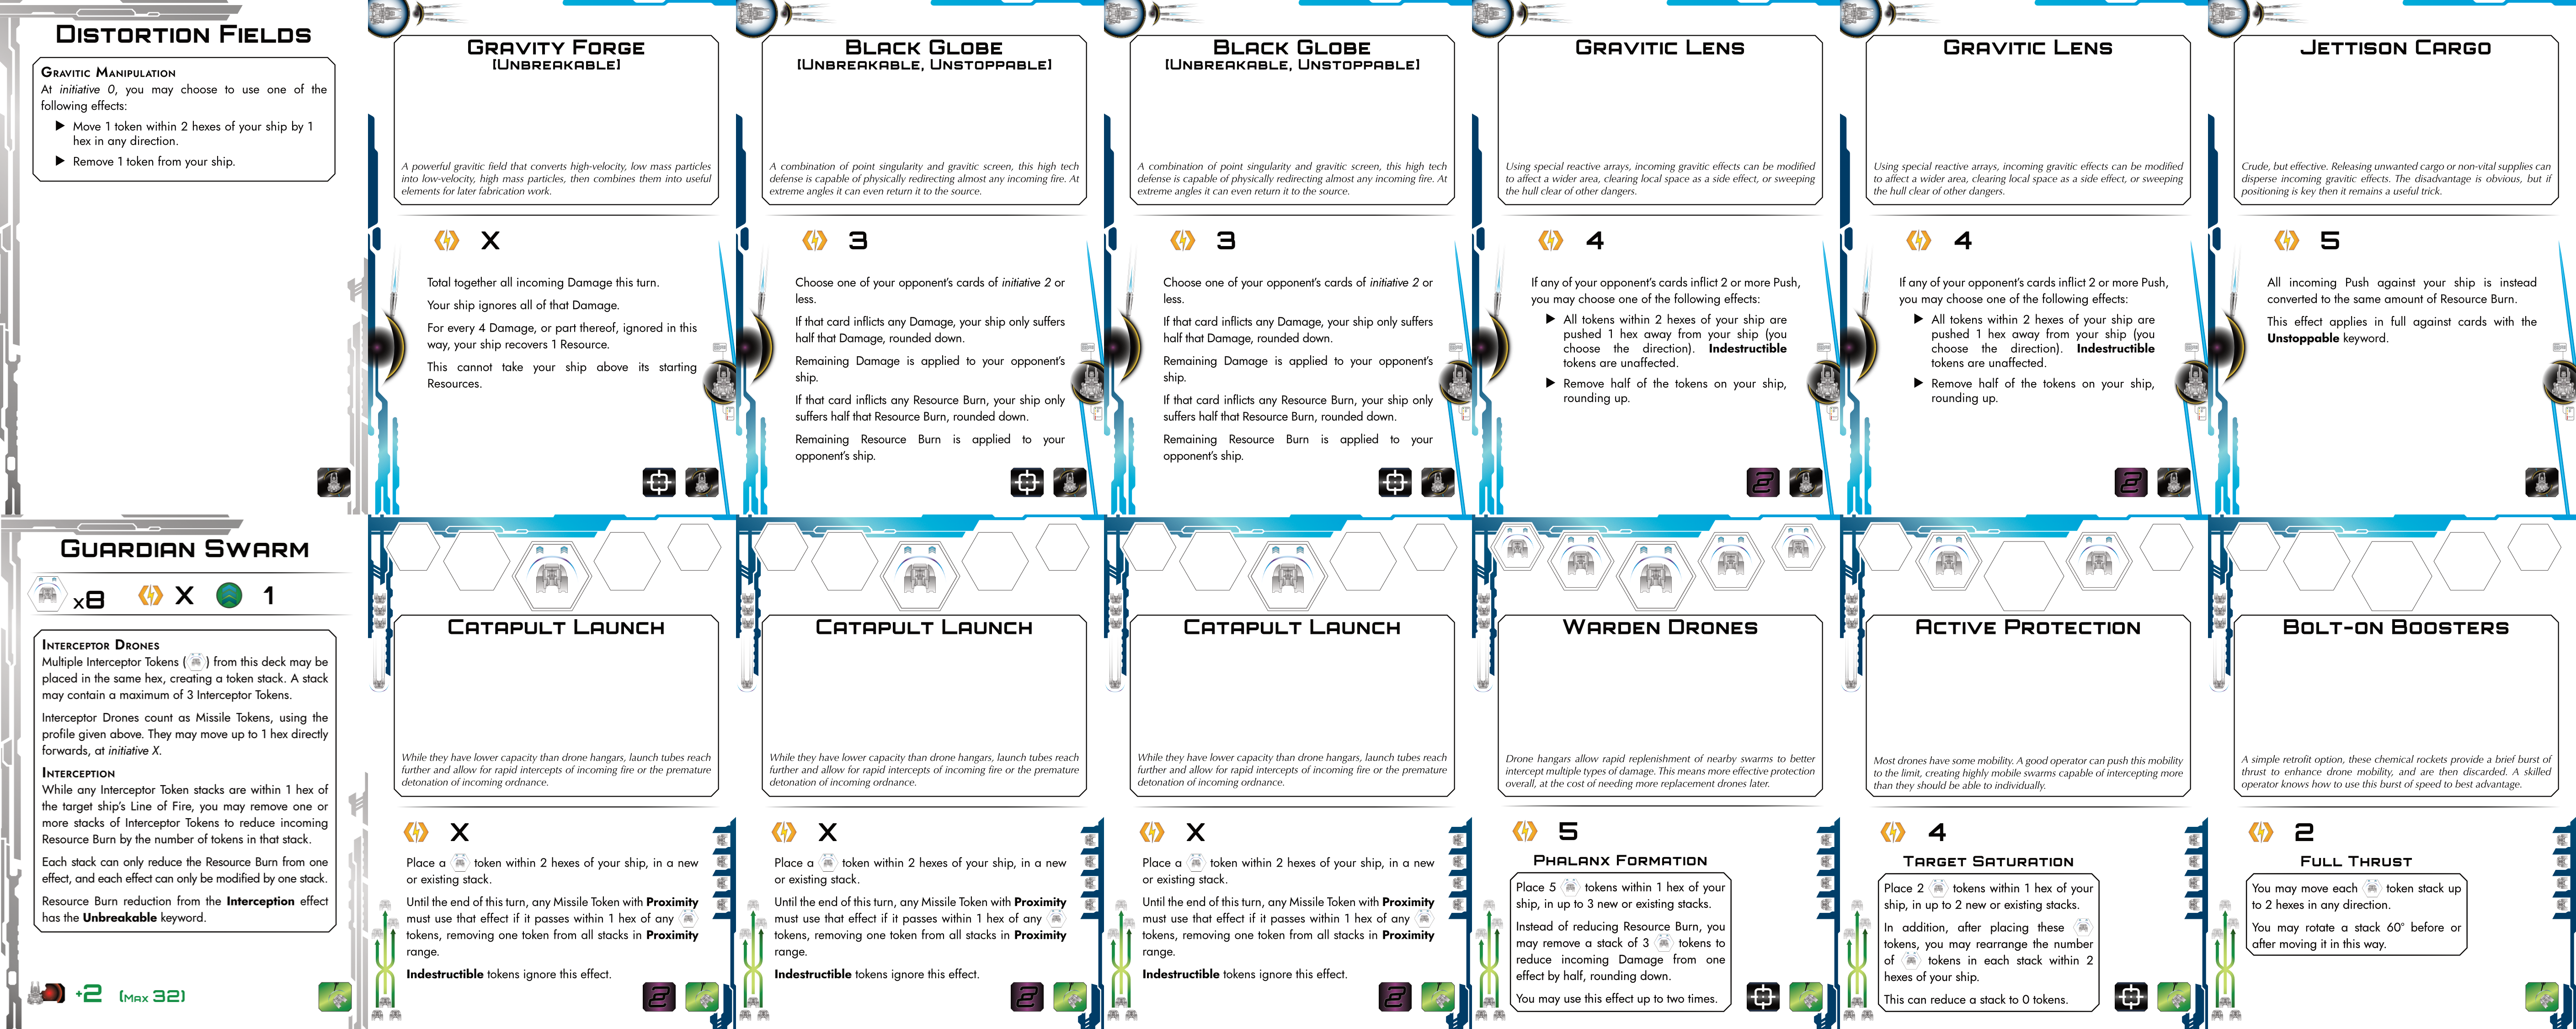 DISTORTION FIELDS
GRAVITIC MANIPULATION
At initiative 0, you may choose to use one of the
following effects:
Move 1 token within 2 hexes of your ship by 1
hex in any direction.
Remove 1 token from your ship.
GRAVITY FORGE
[UNBREAKABLE]
A powerful gravitic field that converts high-velocity, low mass particles
into low-velocity, high mass particles, then combines them into useful
elements for later fabrication work.
X
Total together all incoming Damage this turn.
Your ship ignores all of that Damage.
For every 4 Damage, or part thereof, ignored in this
way, your ship recovers 1 Resource.
This cannot take your ship above its starting
Resources.
BLACK GLOBE
[UNBREAKABLE, UNSTOPPABLE]
A combination of point singularity and gravitic screen, this high tech
defense is capable of physically redirecting almost any incoming fire. At
extreme angles it can even return it to the source.
3
Choose one of your opponent's cards of initiative 2 or
less.
If that card inflicts any Damage, your ship only suffers
half that Damage, rounded down.
Remaining Damage is applied to your opponent's
ship.
If that card inflicts any Resource Burn, your ship only
suffers half that Resource Burn, rounded down.
Remaining Resource Burn is applied to your
opponent's ship.
BLACK GLOBE
[UNBREAKABLE, UNSTOPPABLE]
A combination of point singularity and gravitic screen, this high tech
defense is capable of physically redirecting almost any incoming fire. At
extreme angles it can even return it to the source.
3
Choose one of your opponent's cards of initiative 2 or
less.
If that card inflicts any Damage, your ship only suffers
half that Damage, rounded down.
Remaining Damage is applied to your opponent's
ship.
If that card inflicts any Resource Burn, your ship only
suffers half that Resource Burn, rounded down.
Remaining Resource Burn is applied to your
opponent's ship.
GRAVITIC LENS
Using special reactive arrays, incoming gravitic effects can be modified
to affect a wider area, clearing local space as a side effect, or sweeping
the hull clear of other dangers.
4
If any of your opponent's cards inflict 2 or more Push,
you may choose one of the following effects:
All tokens within 2 hexes of your ship are
pushed 1 hex away from your ship (you
choose the direction). Indestructible
tokens are unaffected.
Remove half of the tokens on your ship,
rounding up.
2
GRAVITIC LENS
Using special reactive arrays, incoming gravitic effects can be modified
to affect a wider area, clearing local space as a side effect, or sweeping
the hull clear of other dangers.
4
If any of your opponent's cards inflict 2 or more Push,
you may choose one of the following effects:
All tokens within 2 hexes of your ship are
pushed 1 hex away from your ship (you
choose the direction). Indestructible
tokens are unaffected.
Remove half of the tokens on your ship,
rounding up.
2
JETTISON CARGO
Crude, but effective. Releasing unwanted cargo or non-vital supplies can
disperse incoming gravitic effects. The disadvantage is obvious, but if
positioning is key then it remains a useful trick.
5
All incoming Push against your ship is instead
converted to the same amount of Resource Burn.
This effect applies in full against cards with the
Unstoppable keyword.
GUARDIAN SWARM
x8 X 1
INTERCEPTOR DRONES
Multiple Interceptor Tokens ( ) from this deck may be
placed in the same hex, creating a token stack. A stack
may contain a maximum of 3 Interceptor Tokens.
Interceptor Drones count as Missile Tokens, using the
profile given above. They may move up to 1 hex directly
forwards, at initiative X.
INTERCEPTION
While any Interceptor Token stacks are within 1 hex of
the target ship's Line of Fire, you may remove one or
more stacks of Interceptor Tokens to reduce incoming
Resource Burn by the number of tokens in that stack.
Each stack can only reduce the Resource Burn from one
effect, and each effect can only be modified by one stack.
Resource Burn reduction from the Interception effect
has the Unbreakable keyword.
+2 (MAX 32)
CATAPULT LAUNCH
While they have lower capacity than drone hangars, launch tubes reach
further and allow for rapid intercepts of incoming fire or the premature
detonation of incoming ordnance.
X
Place a token within 2 hexes of your ship, in a new
or existing stack.
Until the end of this turn, any Missile Token with Proximity
must use that effect if it passes within 1 hex of any
tokens, removing one token from all stacks in Proximity
range.
Indestructible tokens ignore this effect.
2
CATAPULT LAUNCH
While they have lower capacity than drone hangars, launch tubes reach
further and allow for rapid intercepts of incoming fire or the premature
detonation of incoming ordnance.
X
Place a token within 2 hexes of your ship, in a new
or existing stack.
Until the end of this turn, any Missile Token with Proximity
must use that effect if it passes within 1 hex of any
tokens, removing one token from all stacks in Proximity
range.
Indestructible tokens ignore this effect.
2
CATAPULT LAUNCH
While they have lower capacity than drone hangars, launch tubes reach
further and allow for rapid intercepts of incoming fire or the premature
detonation of incoming ordnance.
X
Place a token within 2 hexes of your ship, in a new
or existing stack.
Until the end of this turn, any Missile Token with Proximity
must use that effect if it passes within 1 hex of any
tokens, removing one token from all stacks in Proximity
range.
Indestructible tokens ignore this effect.
2
WARDEN DRONES
Drone hangars allow rapid replenishment of nearby swarms to better
intercept multiple types of damage. This means more effective protection
overall, at the cost of needing more replacement drones later.
5
PHALANX FORMATION
Place 5 tokens within 1 hex of your
ship, in up to 3 new or existing stacks.
Instead of reducing Resource Burn, you
may remove a stack of 3 tokens to
reduce incoming Damage from one
effect by half, rounding down.
You may use this effect up to two times.
ACTIVE PROTECTION
Most drones have some mobility. A good operator can push this mobility
to the limit, creating highly mobile swarms capable of intercepting more
than they should be able to individually.
4
TARGET SATURATION
Place 2 tokens within 1 hex of your
ship, in up to 2 new or existing stacks.
In addition, after placing these
tokens, you may rearrange the number
of tokens in each stack within 2
hexes of your ship.
This can reduce a stack to 0 tokens.
BOLT-ON BOOSTERS
A simple retrofit option, these chemical rockets provide a brief burst of
thrust to enhance drone mobility, and are then discarded. A skilled
operator knows how to use this burst of speed to best advantage.
2
FULL THRUST
You may move each token stack up
to 2 hexes in any direction.
You may rotate a stack 60° before or
after moving it in this way.